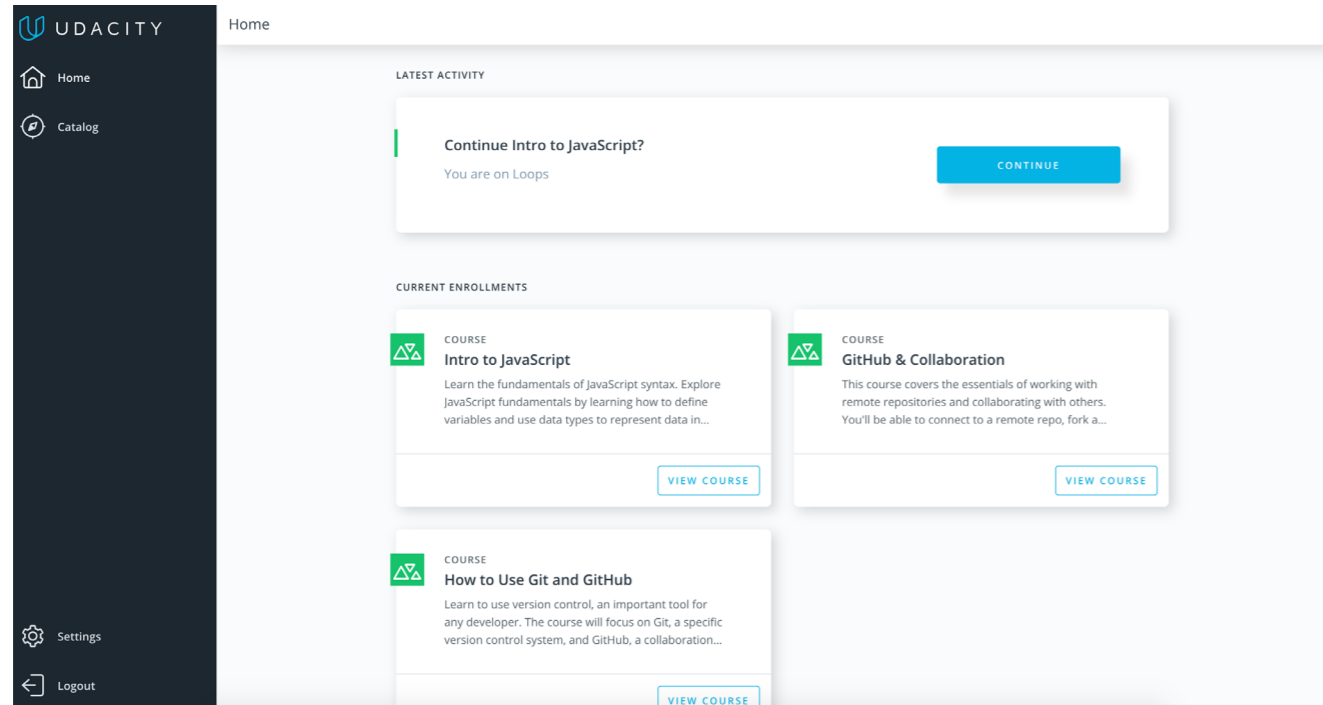 UDACITY
Home
Catalog
Settings
Logout
Home
LATEST ACTIVITY
Continue Intro to JavaScript?
You are on Loops
CONTINUE
CURRENT ENROLLMENTS
COURSE
Intro to JavaScript
Learn the fundamentals of JavaScript syntax. Explore
JavaScript fundamentals by learning how to define
variables and use data types to represent data in...
VIEW COURSE
COURSE
GitHub & Collaboration
This course covers the essentials of working with
remote repositories and collaborating with others.
You'll be able to connect to a remote repo, fork a...
VIEW COURSE
COURSE
How to Use Git and GitHub
Learn to use version control, an important tool for
any developer. The course will focus on Git, a specific
version control system, and GitHub, a collaboration...
VIEW COURSE